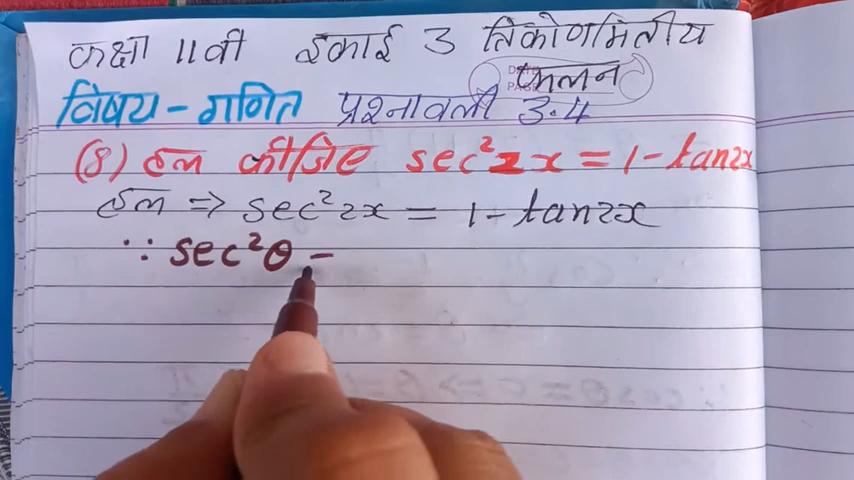 कक्षा 11वी इकाई 3 त्रिकोणमितीय
फलन
विषय - गणित प्रश्नावली 3.4
(8) हल कीजिए sec²2x = 1 - tan2x
हल ⇒ sec²2x = 1 - tan2x
∵ sec²θ -